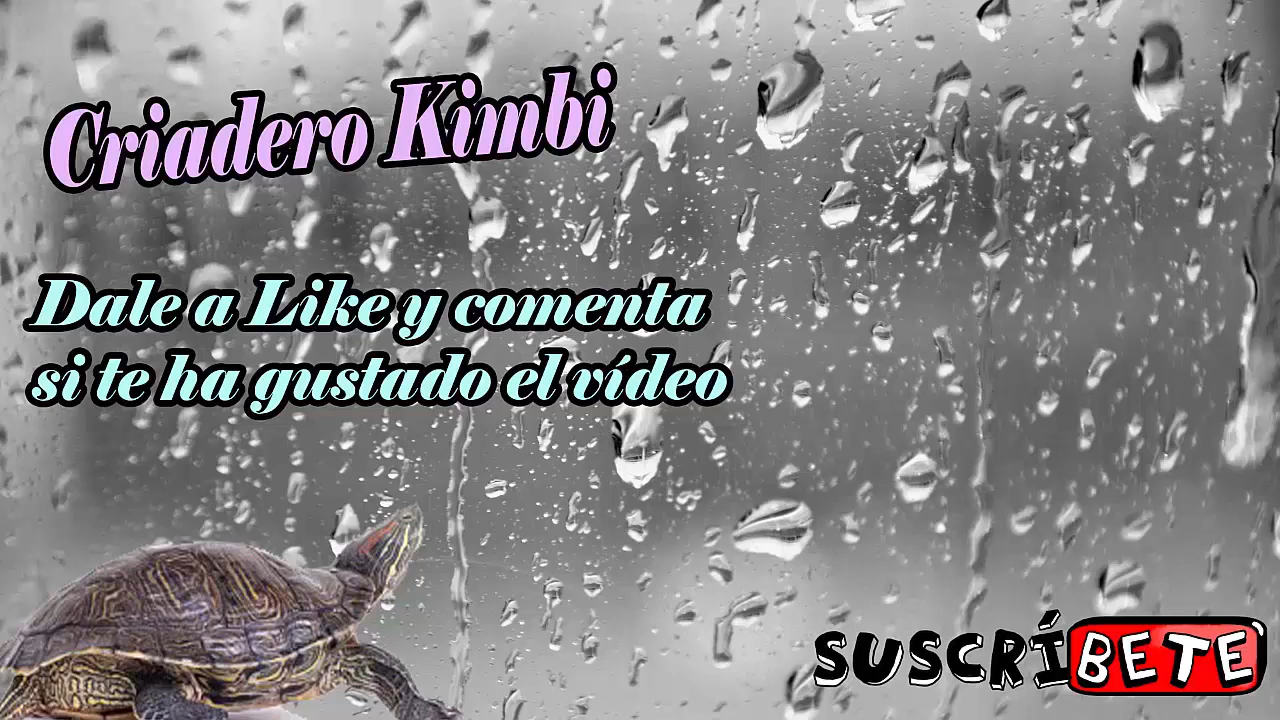 Criadero Kimbi
Dale a Like y comenta
si te ha gustado el vídeo
SUSCRÍBETE